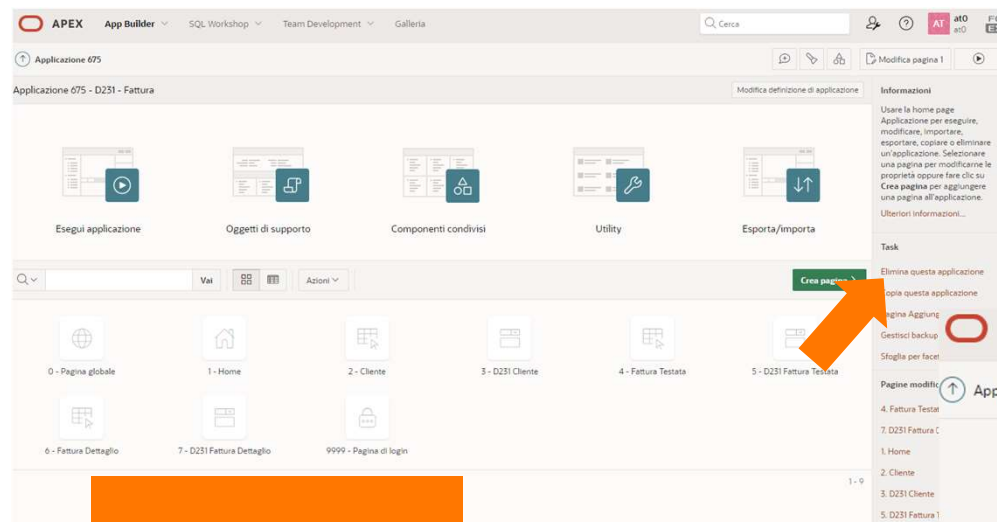 APEX App Builder SQL Workshop Team Development Galleria Cerca AT at0
at0
Applicazione 675 Modifica pagina 1
Applicazione 675 - D231 - Fattura Modifica definizione di applicazione Informazioni
Usare la home page
Applicazione per eseguire,
modificare, importare,
esportare, copiare o eliminare
un'applicazione. Selezionare
una pagina per modificarne le
proprietà oppure fare clic su
Crea pagina per aggiungere
una pagina all'applicazione.
Ulteriori informazioni...
Esegui applicazione Oggetti di supporto Componenti condivisi Utility Esporta/importa
Task
Elimina questa applicazione
Vai Azioni Crea pagina
Copia questa applicazione
Pagina Aggiung
Gestisci backup
Sfoglia per facet
0 - Pagina globale 1 - Home 2 - Cliente 3 - D231 Cliente 4 - Fattura Testata 5 - D231 Fattura Testata
Pagine modific App
4. Fattura Testat
7. D231 Fattura
6 - Fattura Dettaglio 7 - D231 Fattura Dettaglio 9999 - Pagina di login
1. Home
2. Cliente
1 - 9
3. D231 Cliente
5. D231 Fattura